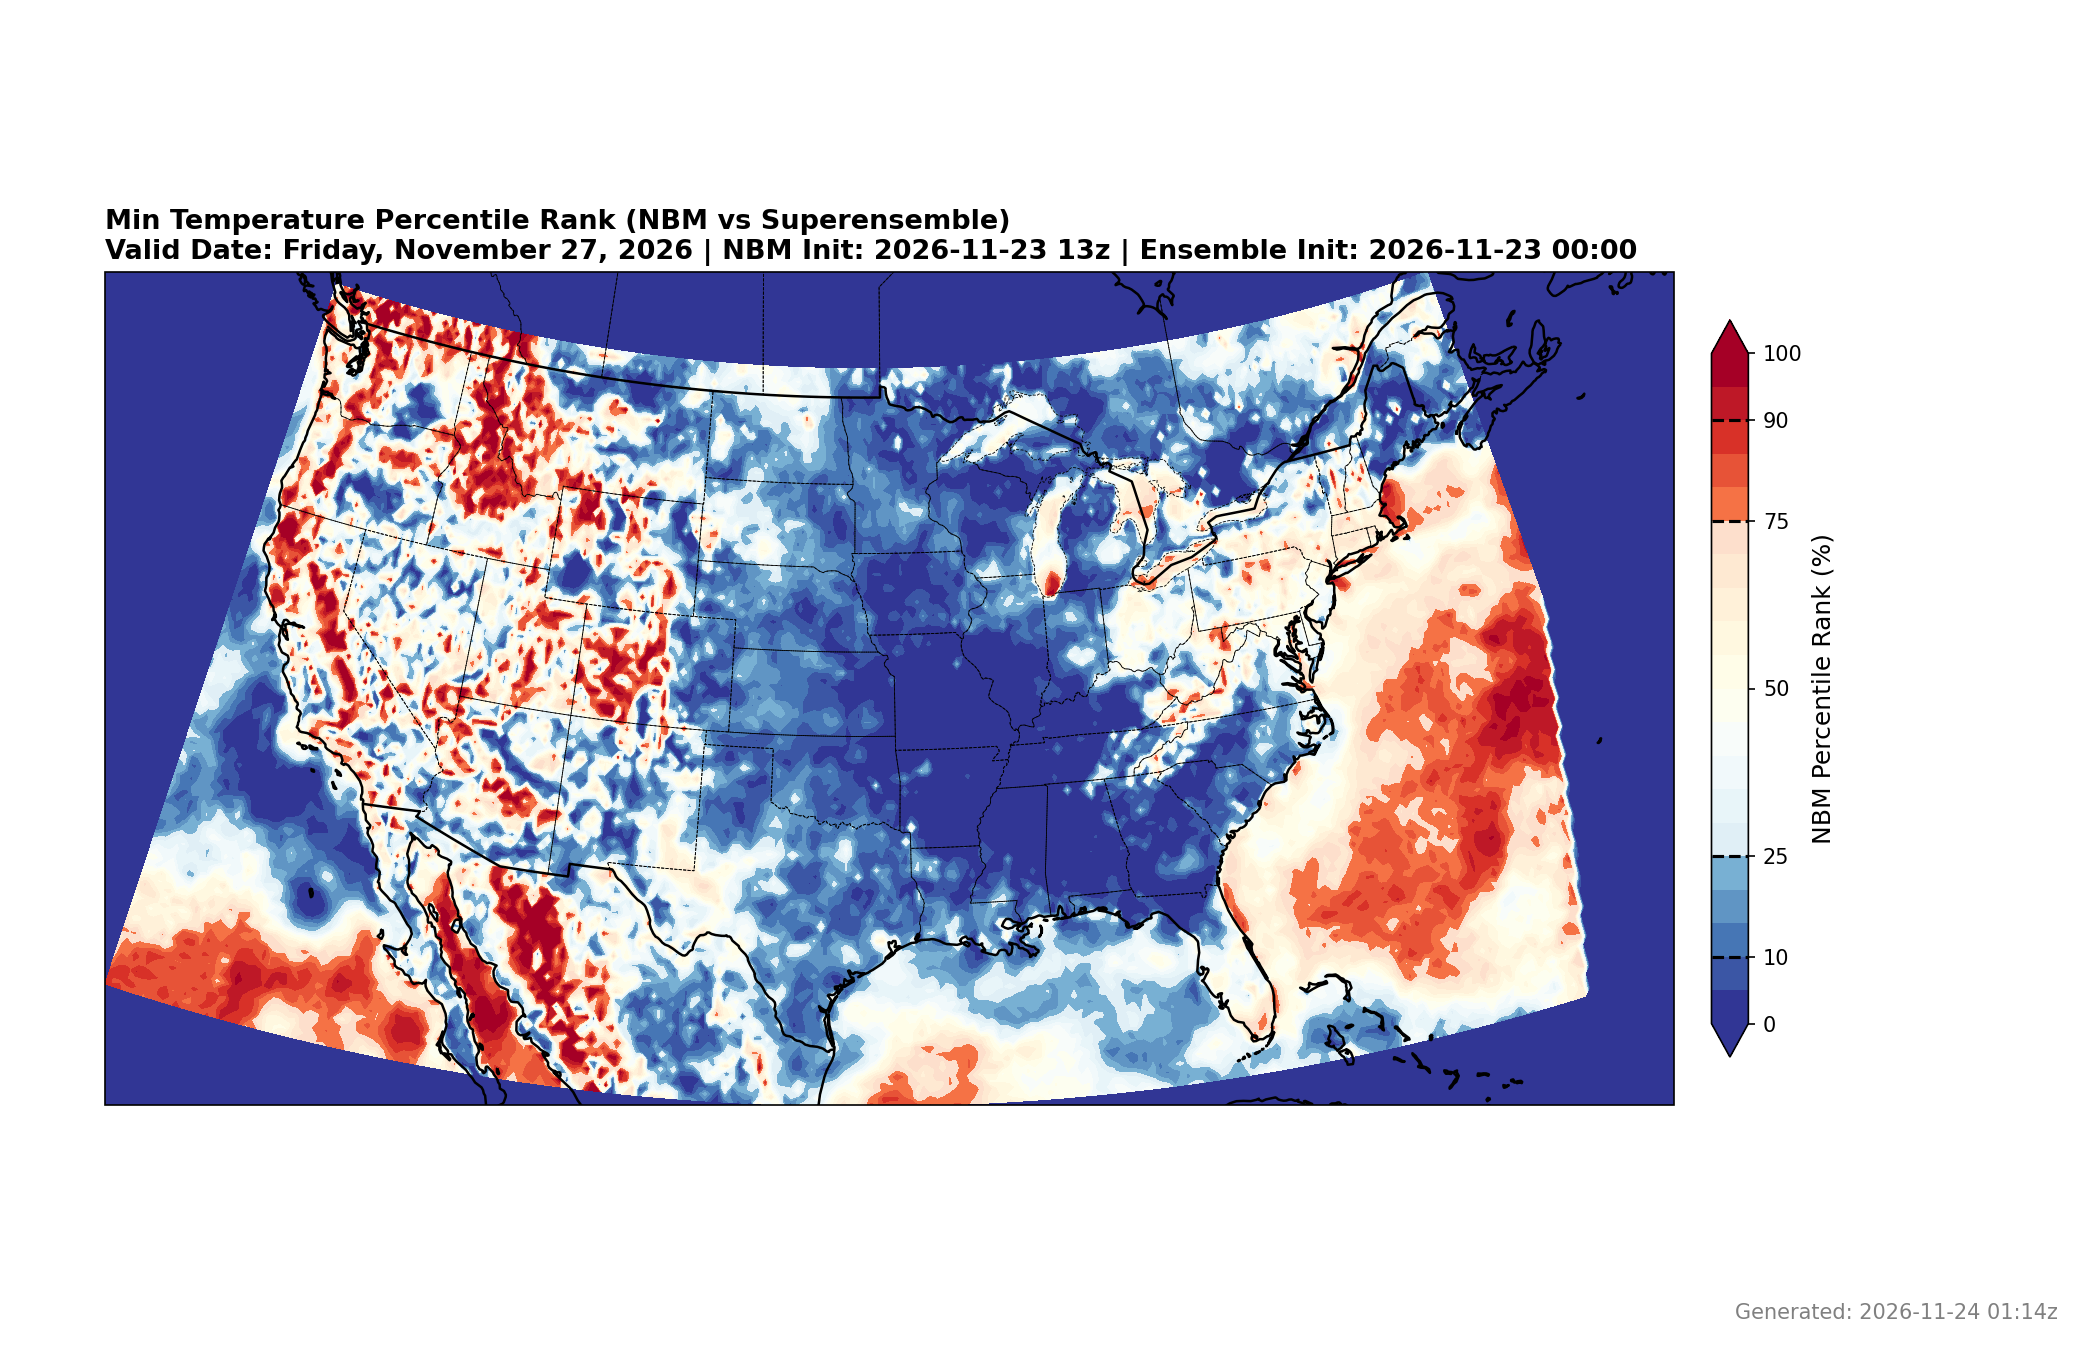 Min Temperature Percentile Rank (NBM vs Superensemble)
Valid Date: Friday, November 27, 2026 | NBM Init: 2026-11-23 13z | Ensemble Init: 2026-11-23 00:00
100
90
75
50
25
10
0
NBM Percentile Rank (%)
Generated: 2026-11-24 01:14z